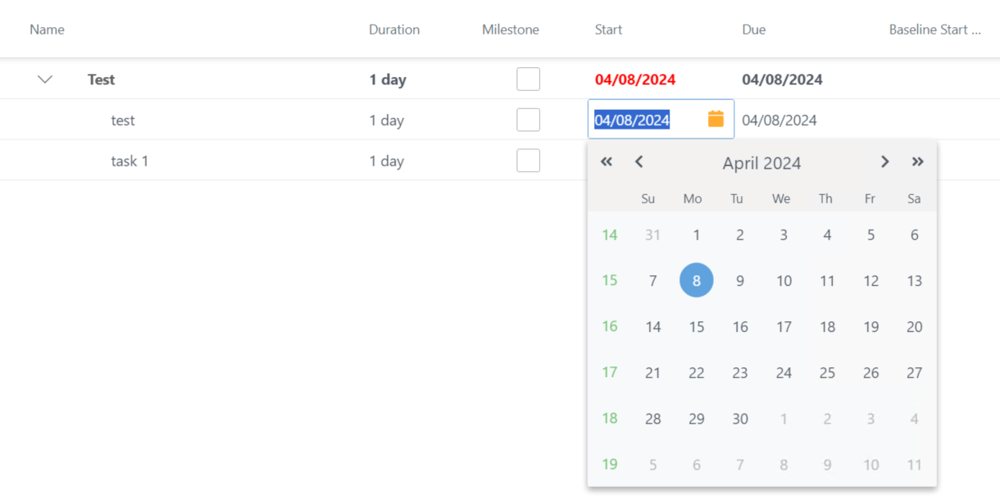 Name Duration Milestone Start Due Baseline Start ...
Test 1 day 04/08/2024 04/08/2024
test 1 day 04/08/2024 04/08/2024
task 1 1 day
April 2024
Su Mo Tu We Th Fr Sa
14 31 1 2 3 4 5 6
15 7 8 9 10 11 12 13
16 14 15 16 17 18 19 20
17 21 22 23 24 25 26 27
18 28 29 30 1 2 3 4
19 5 6 7 8 9 10 11